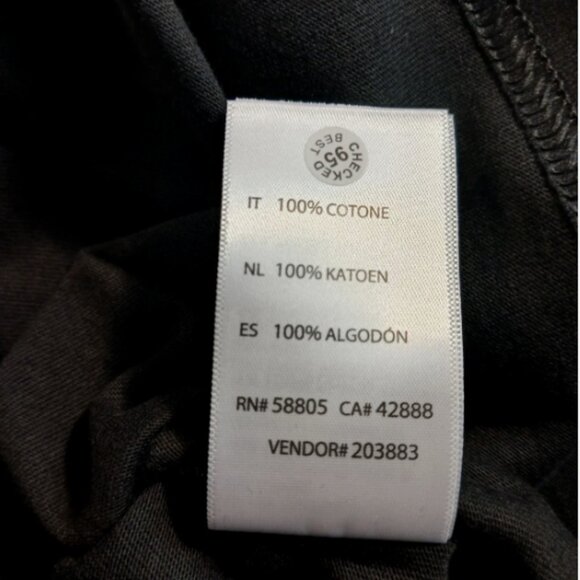 CHECKED
95
BEST
IT 100% COTONE
NL 100% KATOEN
ES 100% ALGODÓN
RN# 58805 CA# 42888
VENDOR# 203883